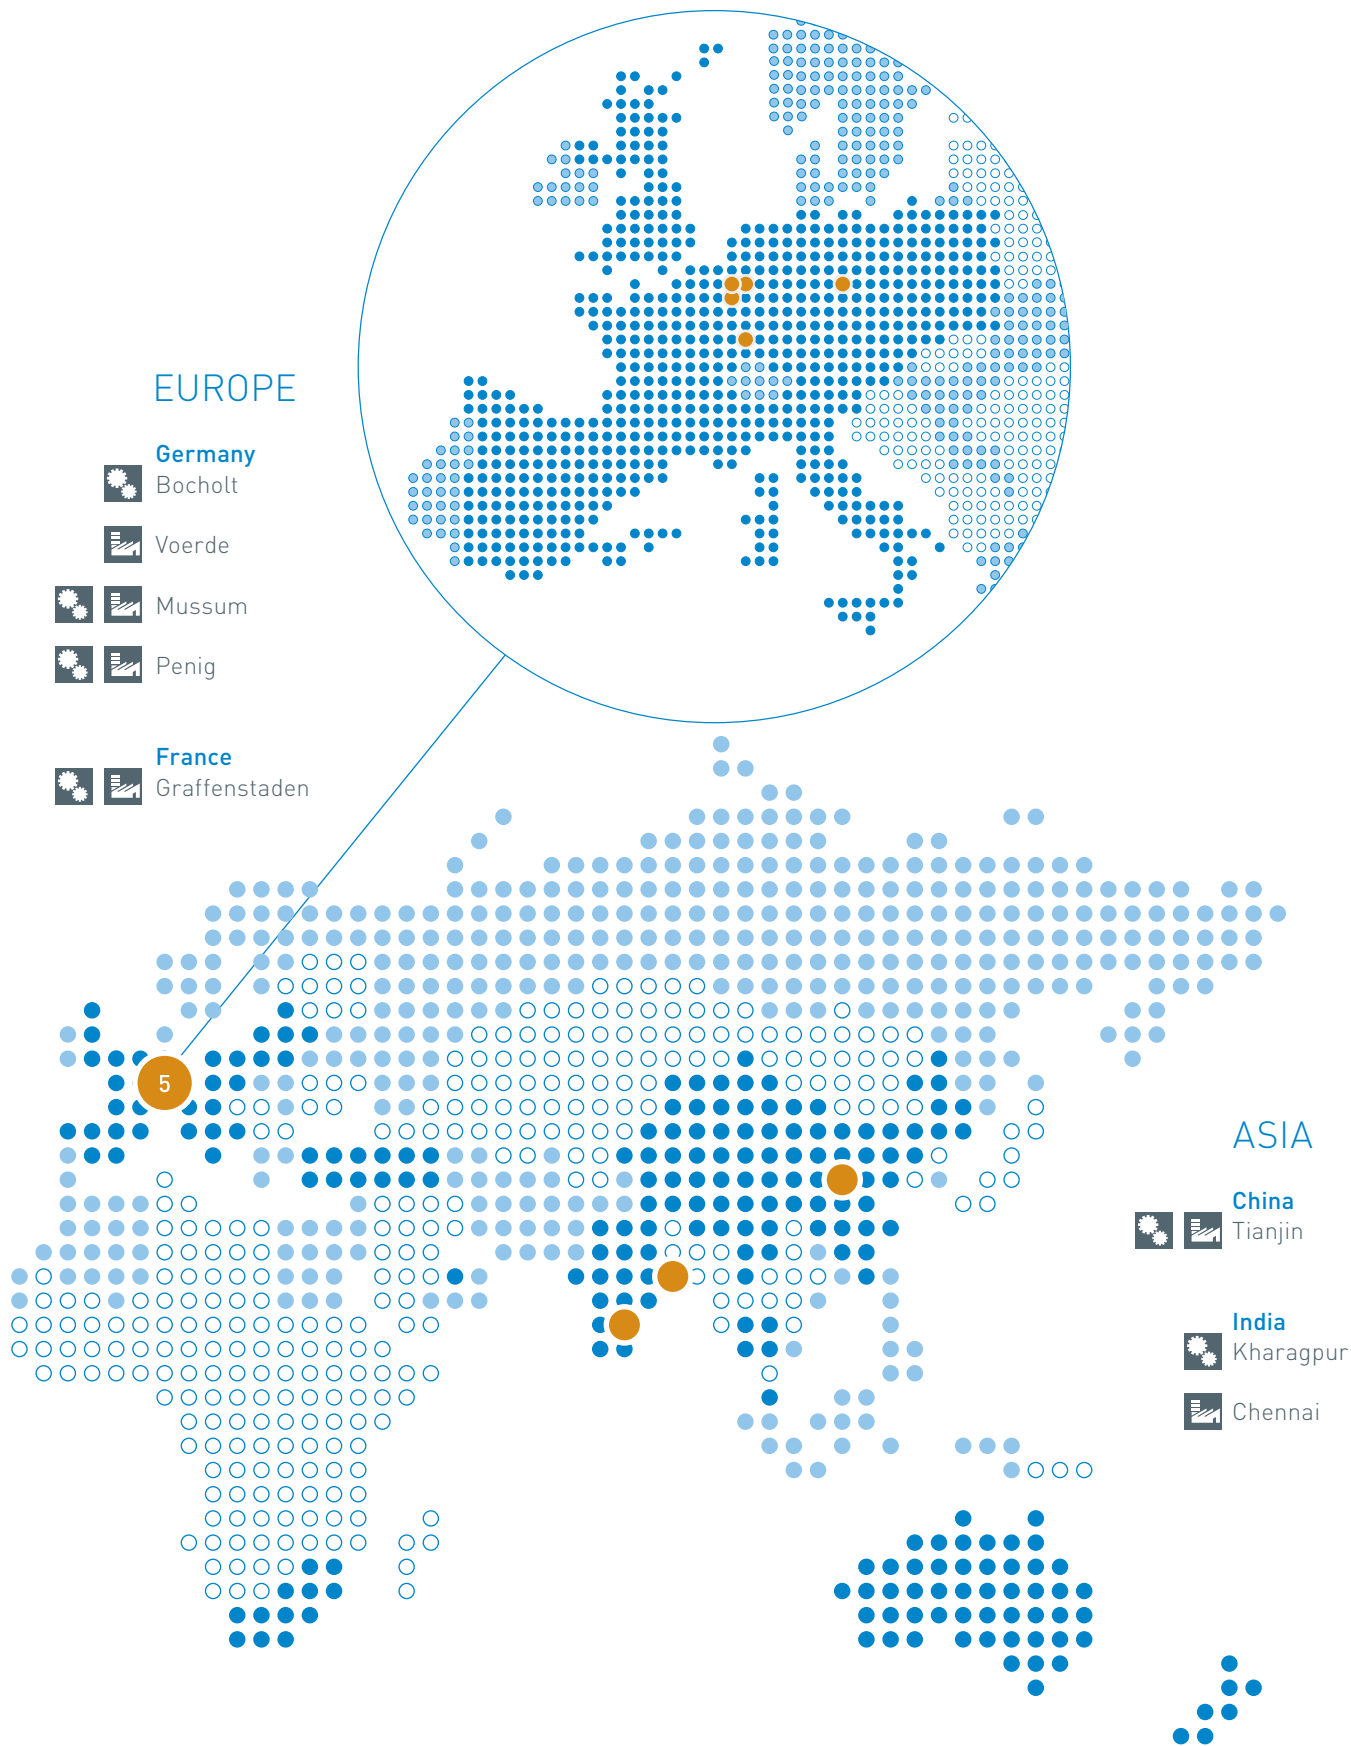 EUROPE
Germany
Bocholt
Voerde
Mussum
Penig
France
Graffenstaden
5
ASIA
China
Tianjin
India
Kharagpur
Chennai